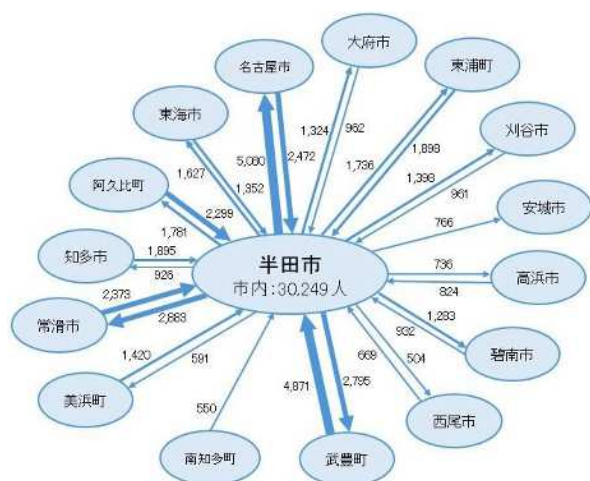 大府市
名古屋市
東浦町
東海市
刈谷市
阿久比町
安城市
知多市
高浜市
常滑市
碧南市
美浜町
西尾市
南知多町
武豊町
半田市
市内:30,249人
1,324
962
5,060
2,472
1,736
1,898
1,627
1,352
1,398
961
2,299
1,781
766
1,895
926
736
824
2,373
2,883
1,283
932
1,420
591
669
504
550
4,871
2,795